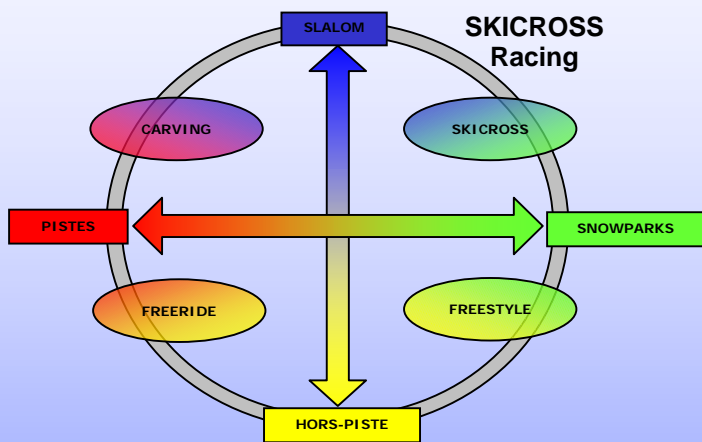 SLALOM
SKICROSS
Racing
CARVING
SKICROSS
PISTES
SNOWPARKS
FREERIDE
FREESTYLE
HORS-PISTE